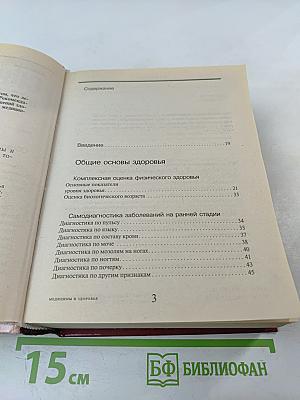 Содержание
Введение 19
Общие основы здоровья
Комплексная оценка физического здоровья
Основные показатели
уровня здоровья 21
Оценка биологического возраста 33
Самодиагностика заболеваний на ранней стадии
Диагностика по пульсу 34
Диагностика по языку 35
Диагностика по составу крови 37
Диагностика по моче 38
Диагностика по мозолям на ногах 40
Диагностика по ногтям 41
Диагностика по почерку 43
Диагностика по другим признакам 45
МЕДИЦИНА И ЗДОРОВЬЕ
3
15 см
БФ БИБЛИОФАН